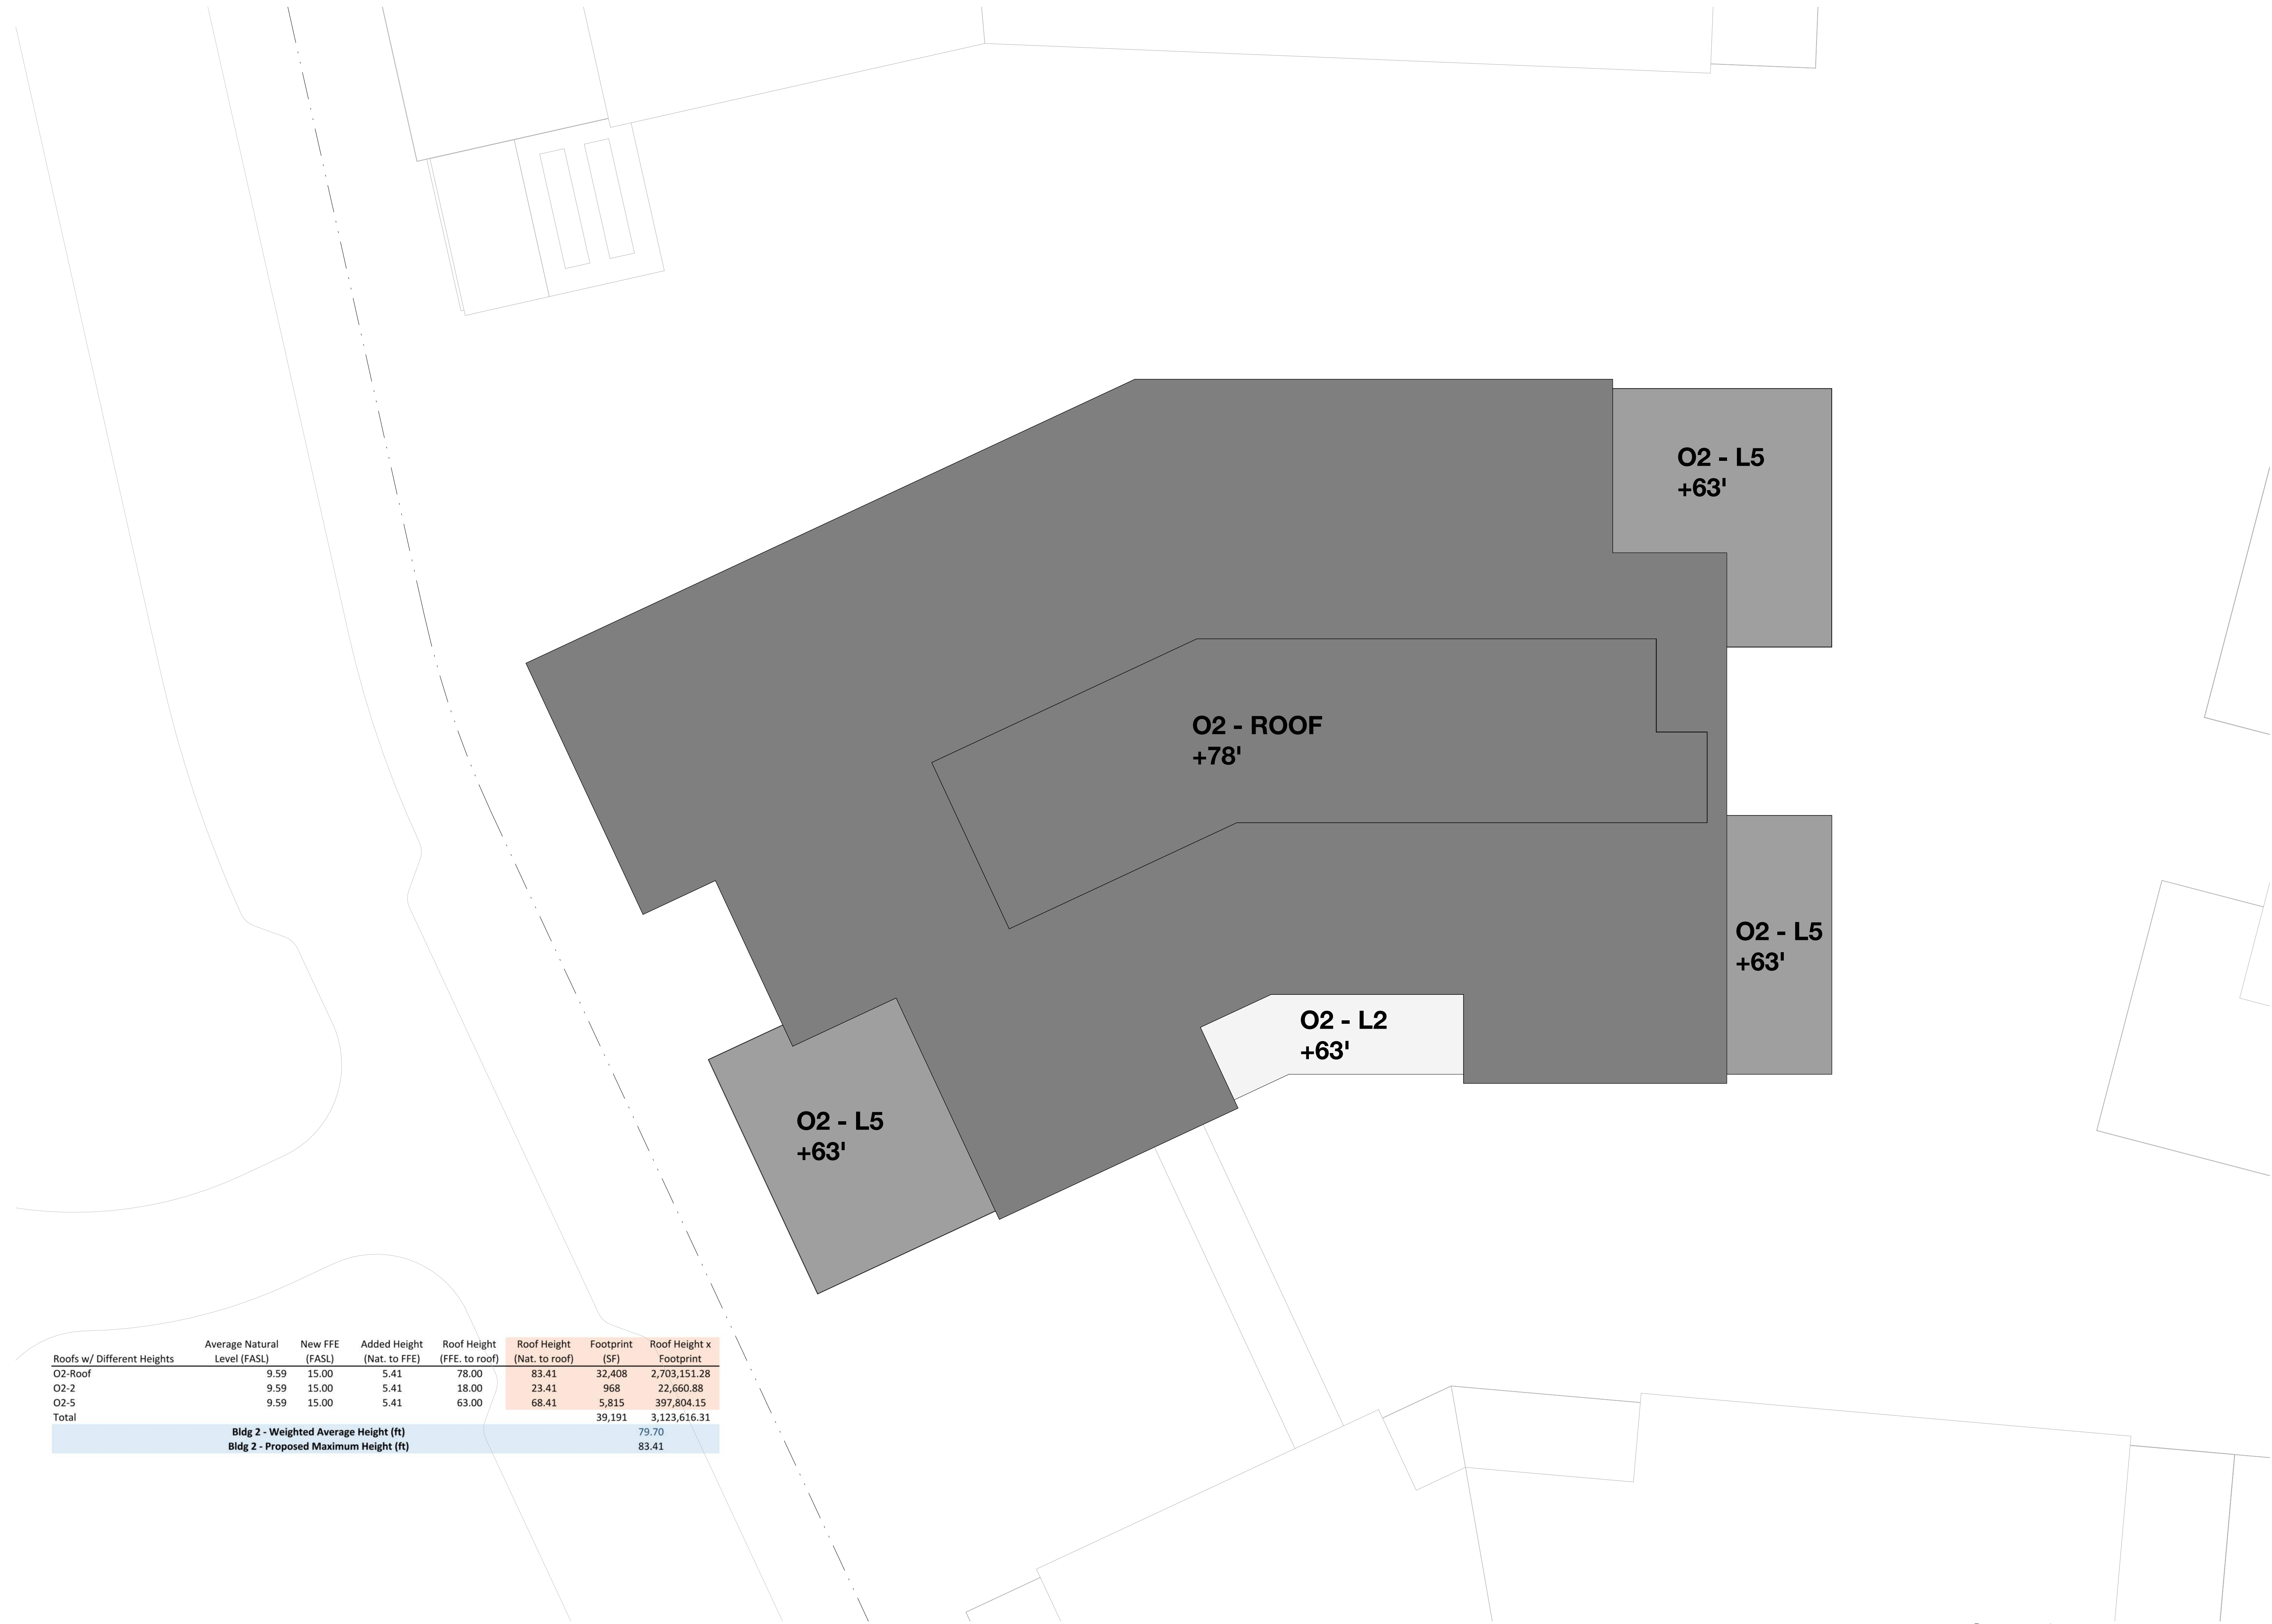 O2 - L5
+63'
O2 - ROOF
+78'
O2 - L5
+63'
O2 - L2
+63'
O2 - L5
+63'
Roofs w/ Different Heights Average Natural Level (FASL) New FFE (FASL) Added Height (Nat. to FFE) Roof Height (FFE. to roof) Roof Height (Nat. to roof) Footprint (SF) Roof Height x Footprint
O2-Roof 9.59 15.00 5.41 78.00 83.41 32,408 2,703,151.28
O2-2 9.59 15.00 5.41 18.00 23.41 968 22,660.88
O2-5 9.59 15.00 5.41 63.00 68.41 5,815 397,804.15
Total 39,191 3,123,616.31
Bldg 2 - Weighted Average Height (ft) 79.70
Bldg 2 - Proposed Maximum Height (ft) 83.41